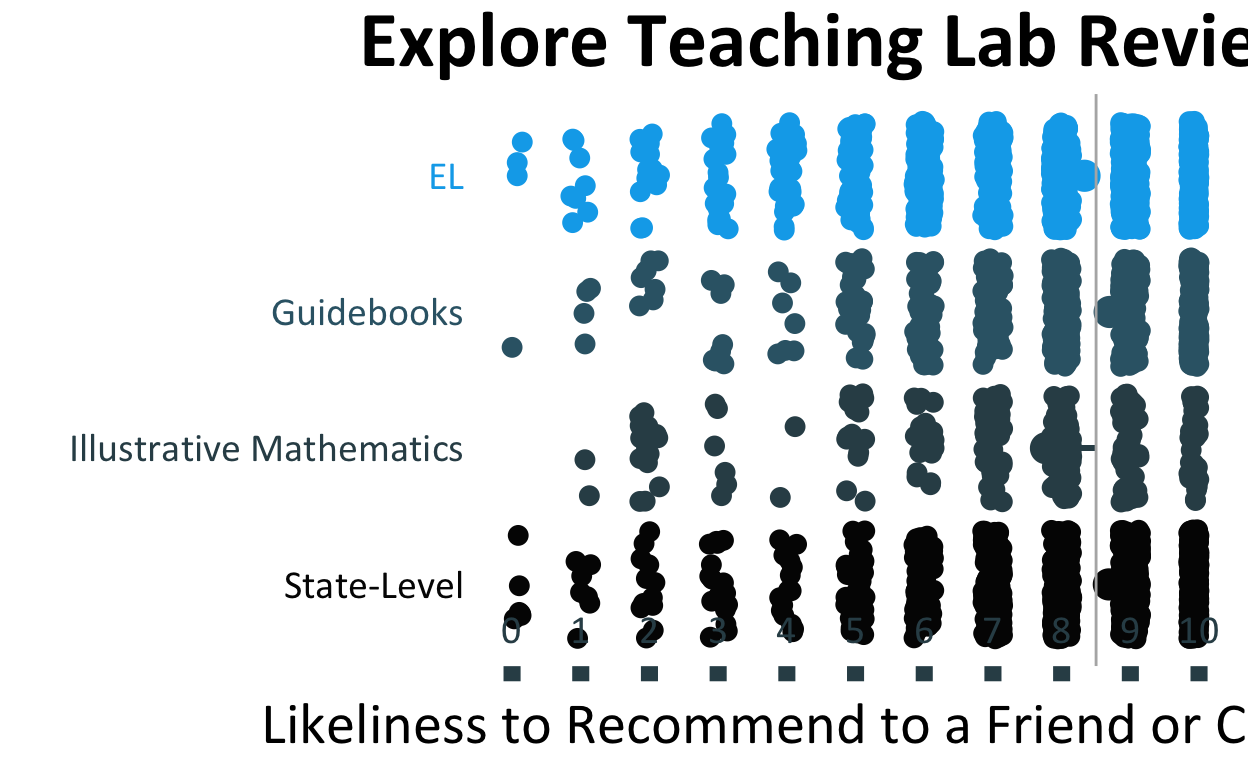 Explore Teaching Lab Revie
EL
Guidebooks
Illustrative Mathematics
State-Level
0 1 2 3 4 5 6 7 8 9 10
Likeliness to Recommend to a Friend or C